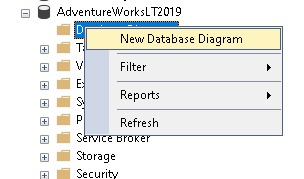 AdventureWorksLT2019
New Database Diagram
Filter
Reports
Refresh
Service Broker
Storage
Security